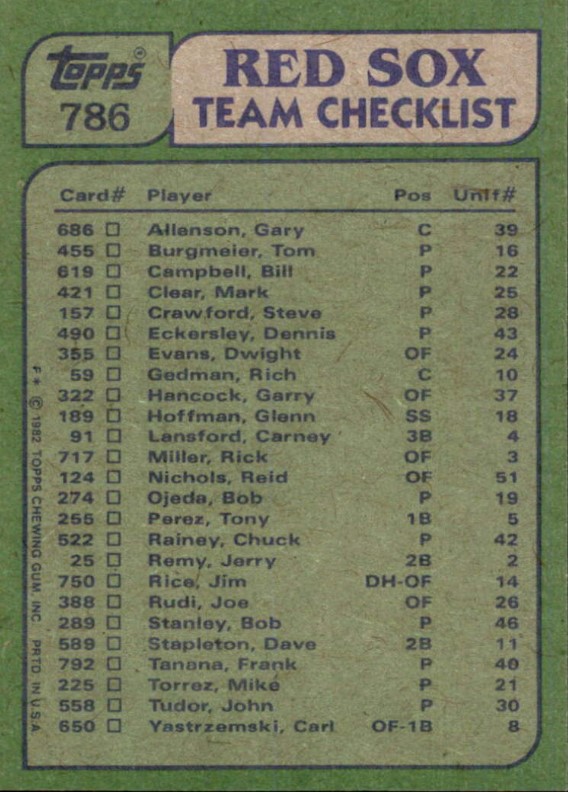 topps®
786
RED SOX
TEAM CHECKLIST
Card# Player Pos Unif#
686 Allenson, Gary C 39
455 Burgmeier, Tom P 16
619 Campbell, Bill P 22
421 Clear, Mark P 25
157 Crawford, Steve P 28
490 Eckersley, Dennis P 43
355 Evans, Dwight OF 24
59 Gedman, Rich C 10
322 Hancock, Garry OF 37
189 Hoffman, Glenn SS 18
91 Lansford, Carney 3B 4
717 Miller, Rick OF 3
124 Nichols, Reid OF 51
274 Ojeda, Bob P 19
255 Perez, Tony 1B 5
522 Rainey, Chuck P 42
25 Remy, Jerry 2B 2
750 Rice, Jim DH-OF 14
388 Rudi, Joe OF 26
289 Stanley, Bob P 46
589 Stapleton, Dave 2B 11
792 Tanana, Frank P 40
225 Torrez, Mike P 21
558 Tudor, John P 30
650 Yastrzemski, Carl OF-1B 8
F * © 1982 TOPPS CHEWING GUM, INC PRTD. IN U.S.A